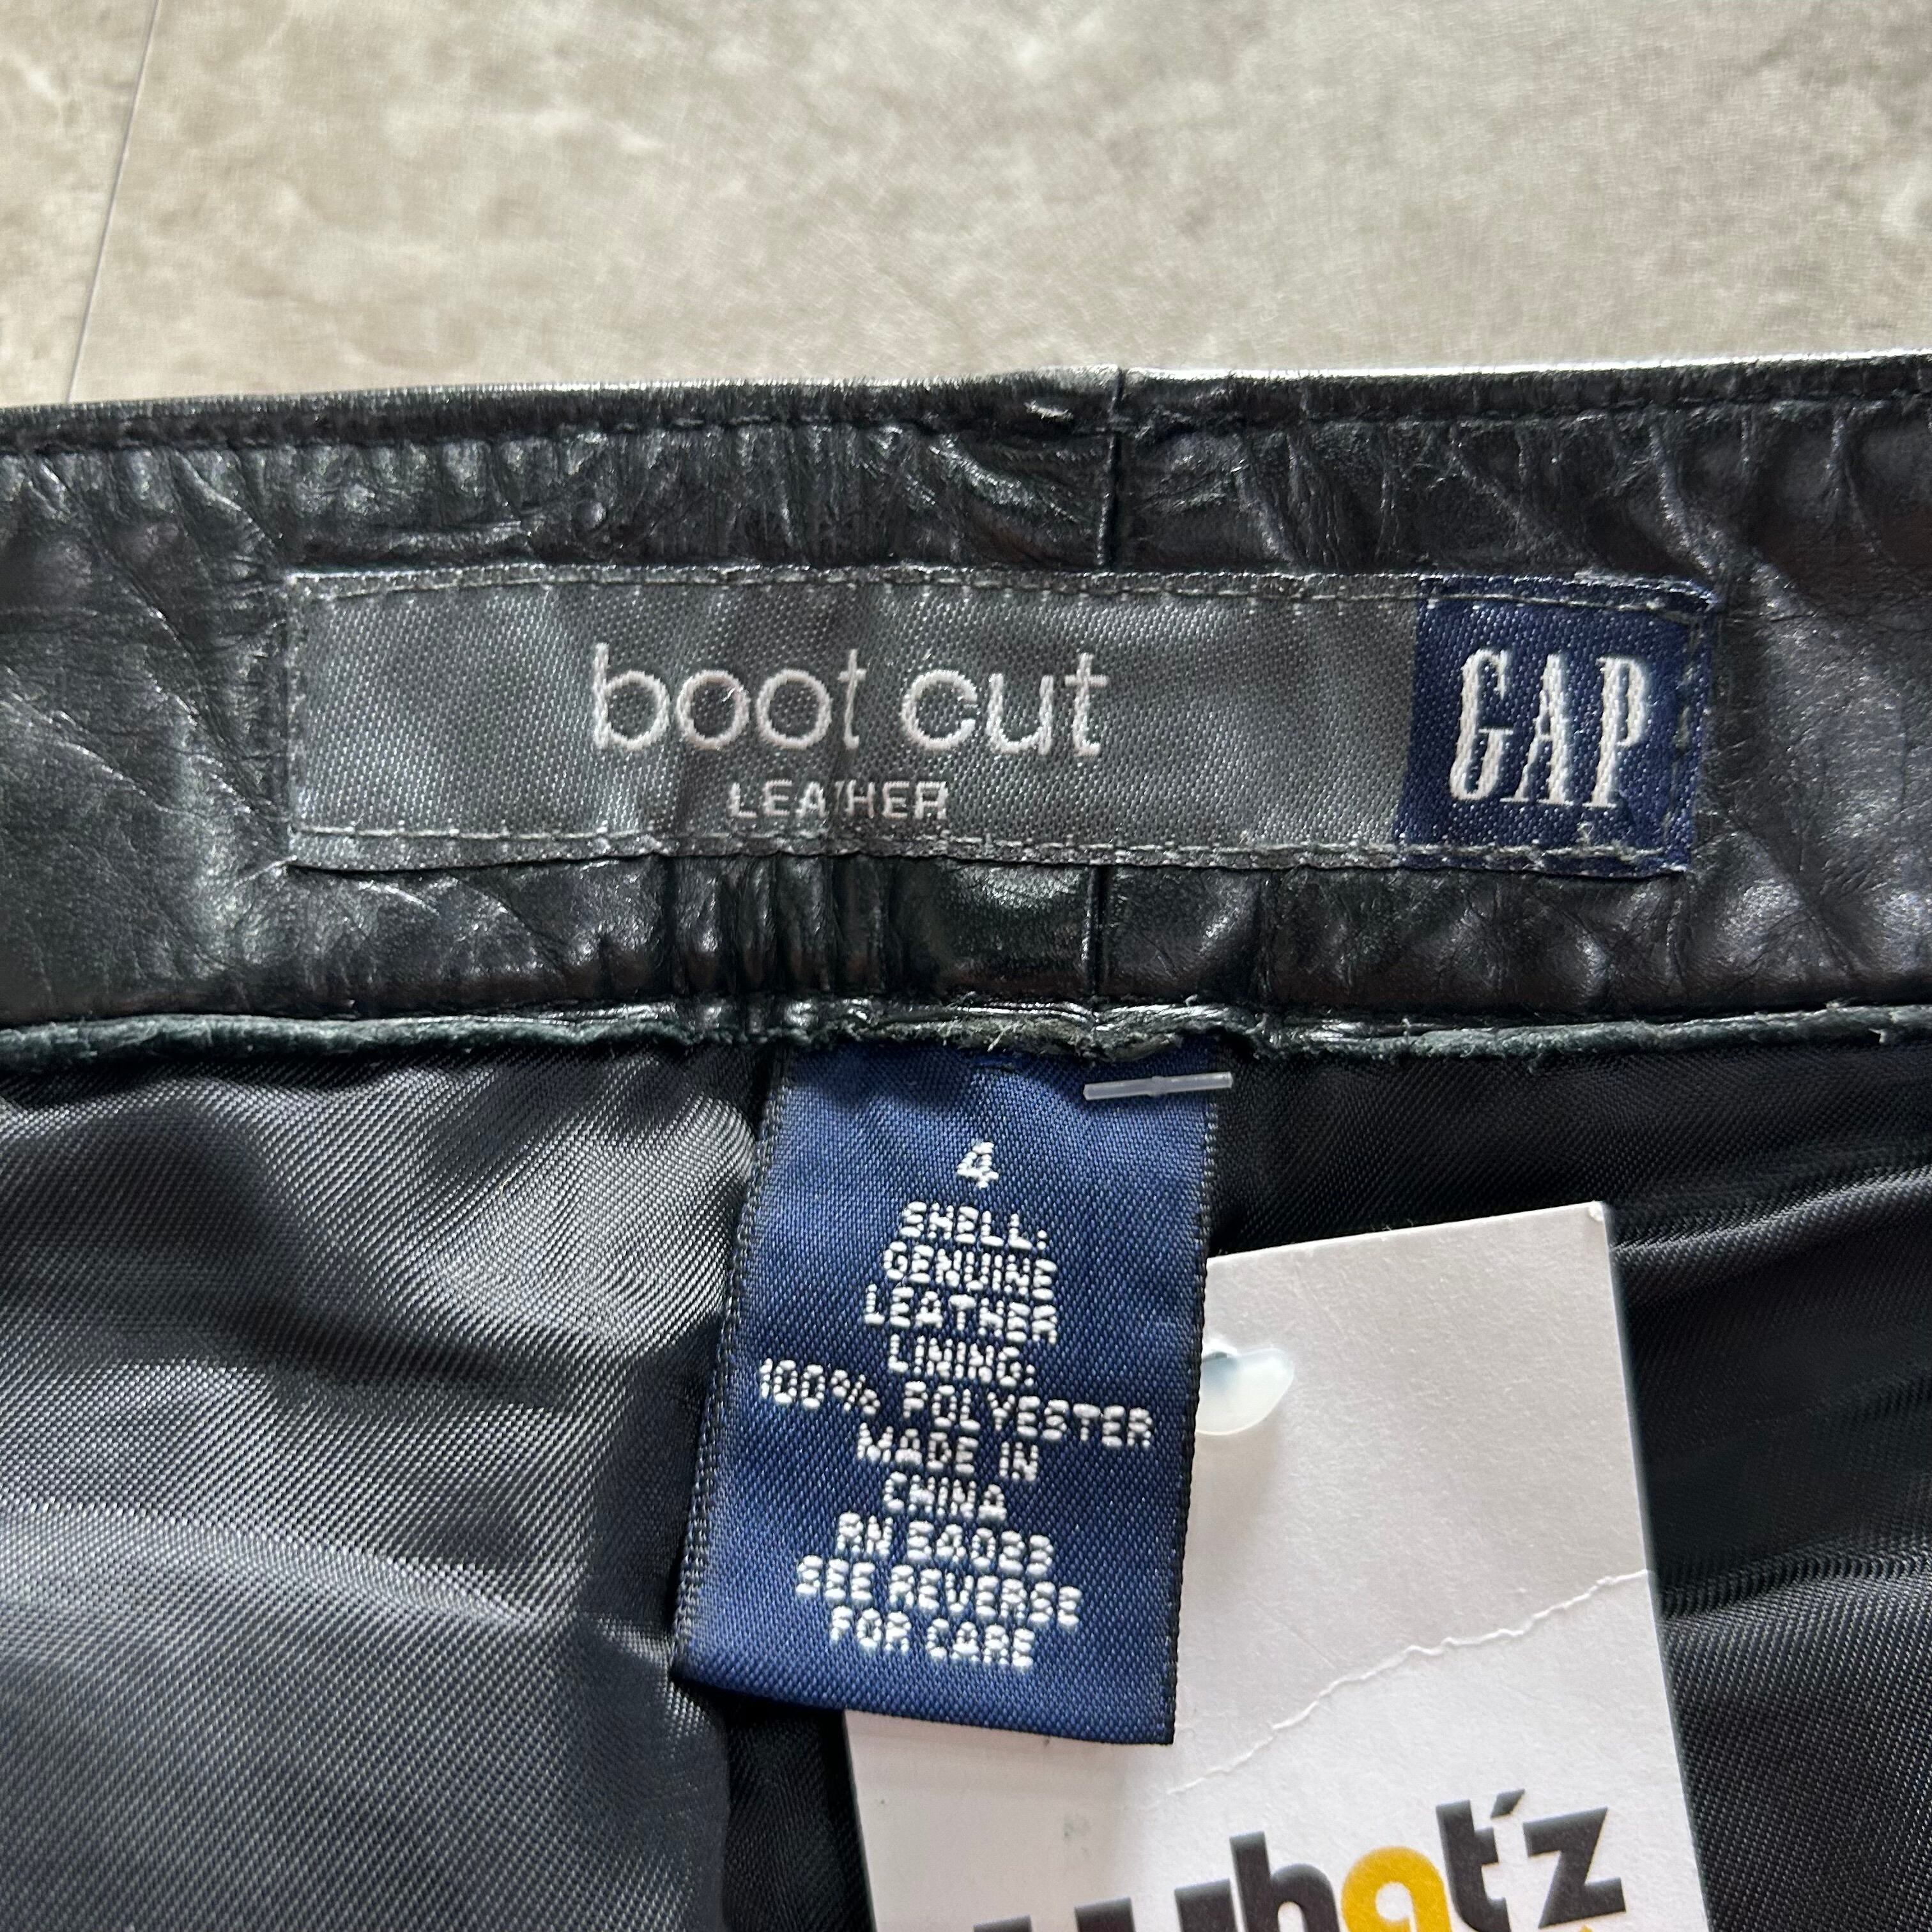 boot cut
LEATHER
GAP
4
SHELL:
GENUINE
LEATHER
LINING:
100% POLYESTER
MADE IN
CHINA
RN 54023
SEE REVERSE
FOR CARE
what'z